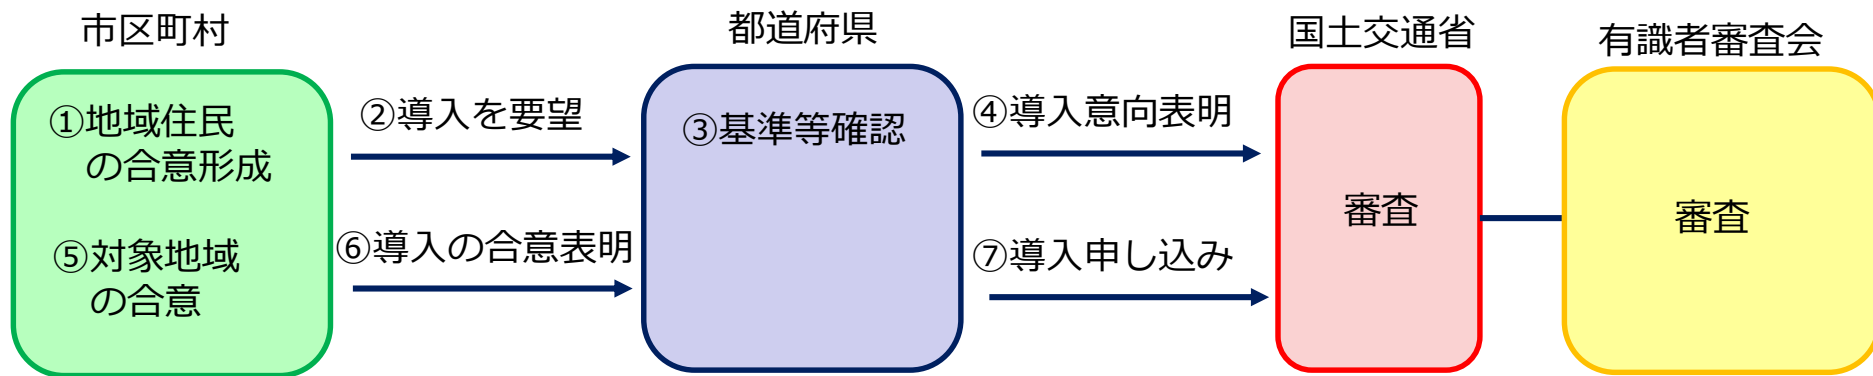 市区町村
都道府県
国土交通省
有識者審査会
①地域住民
の合意形成
②導入を要望
③基準等確認
④導入意向表明
審査
審査
⑤対象地域
の合意
⑥導入の合意表明
⑦導入申し込み